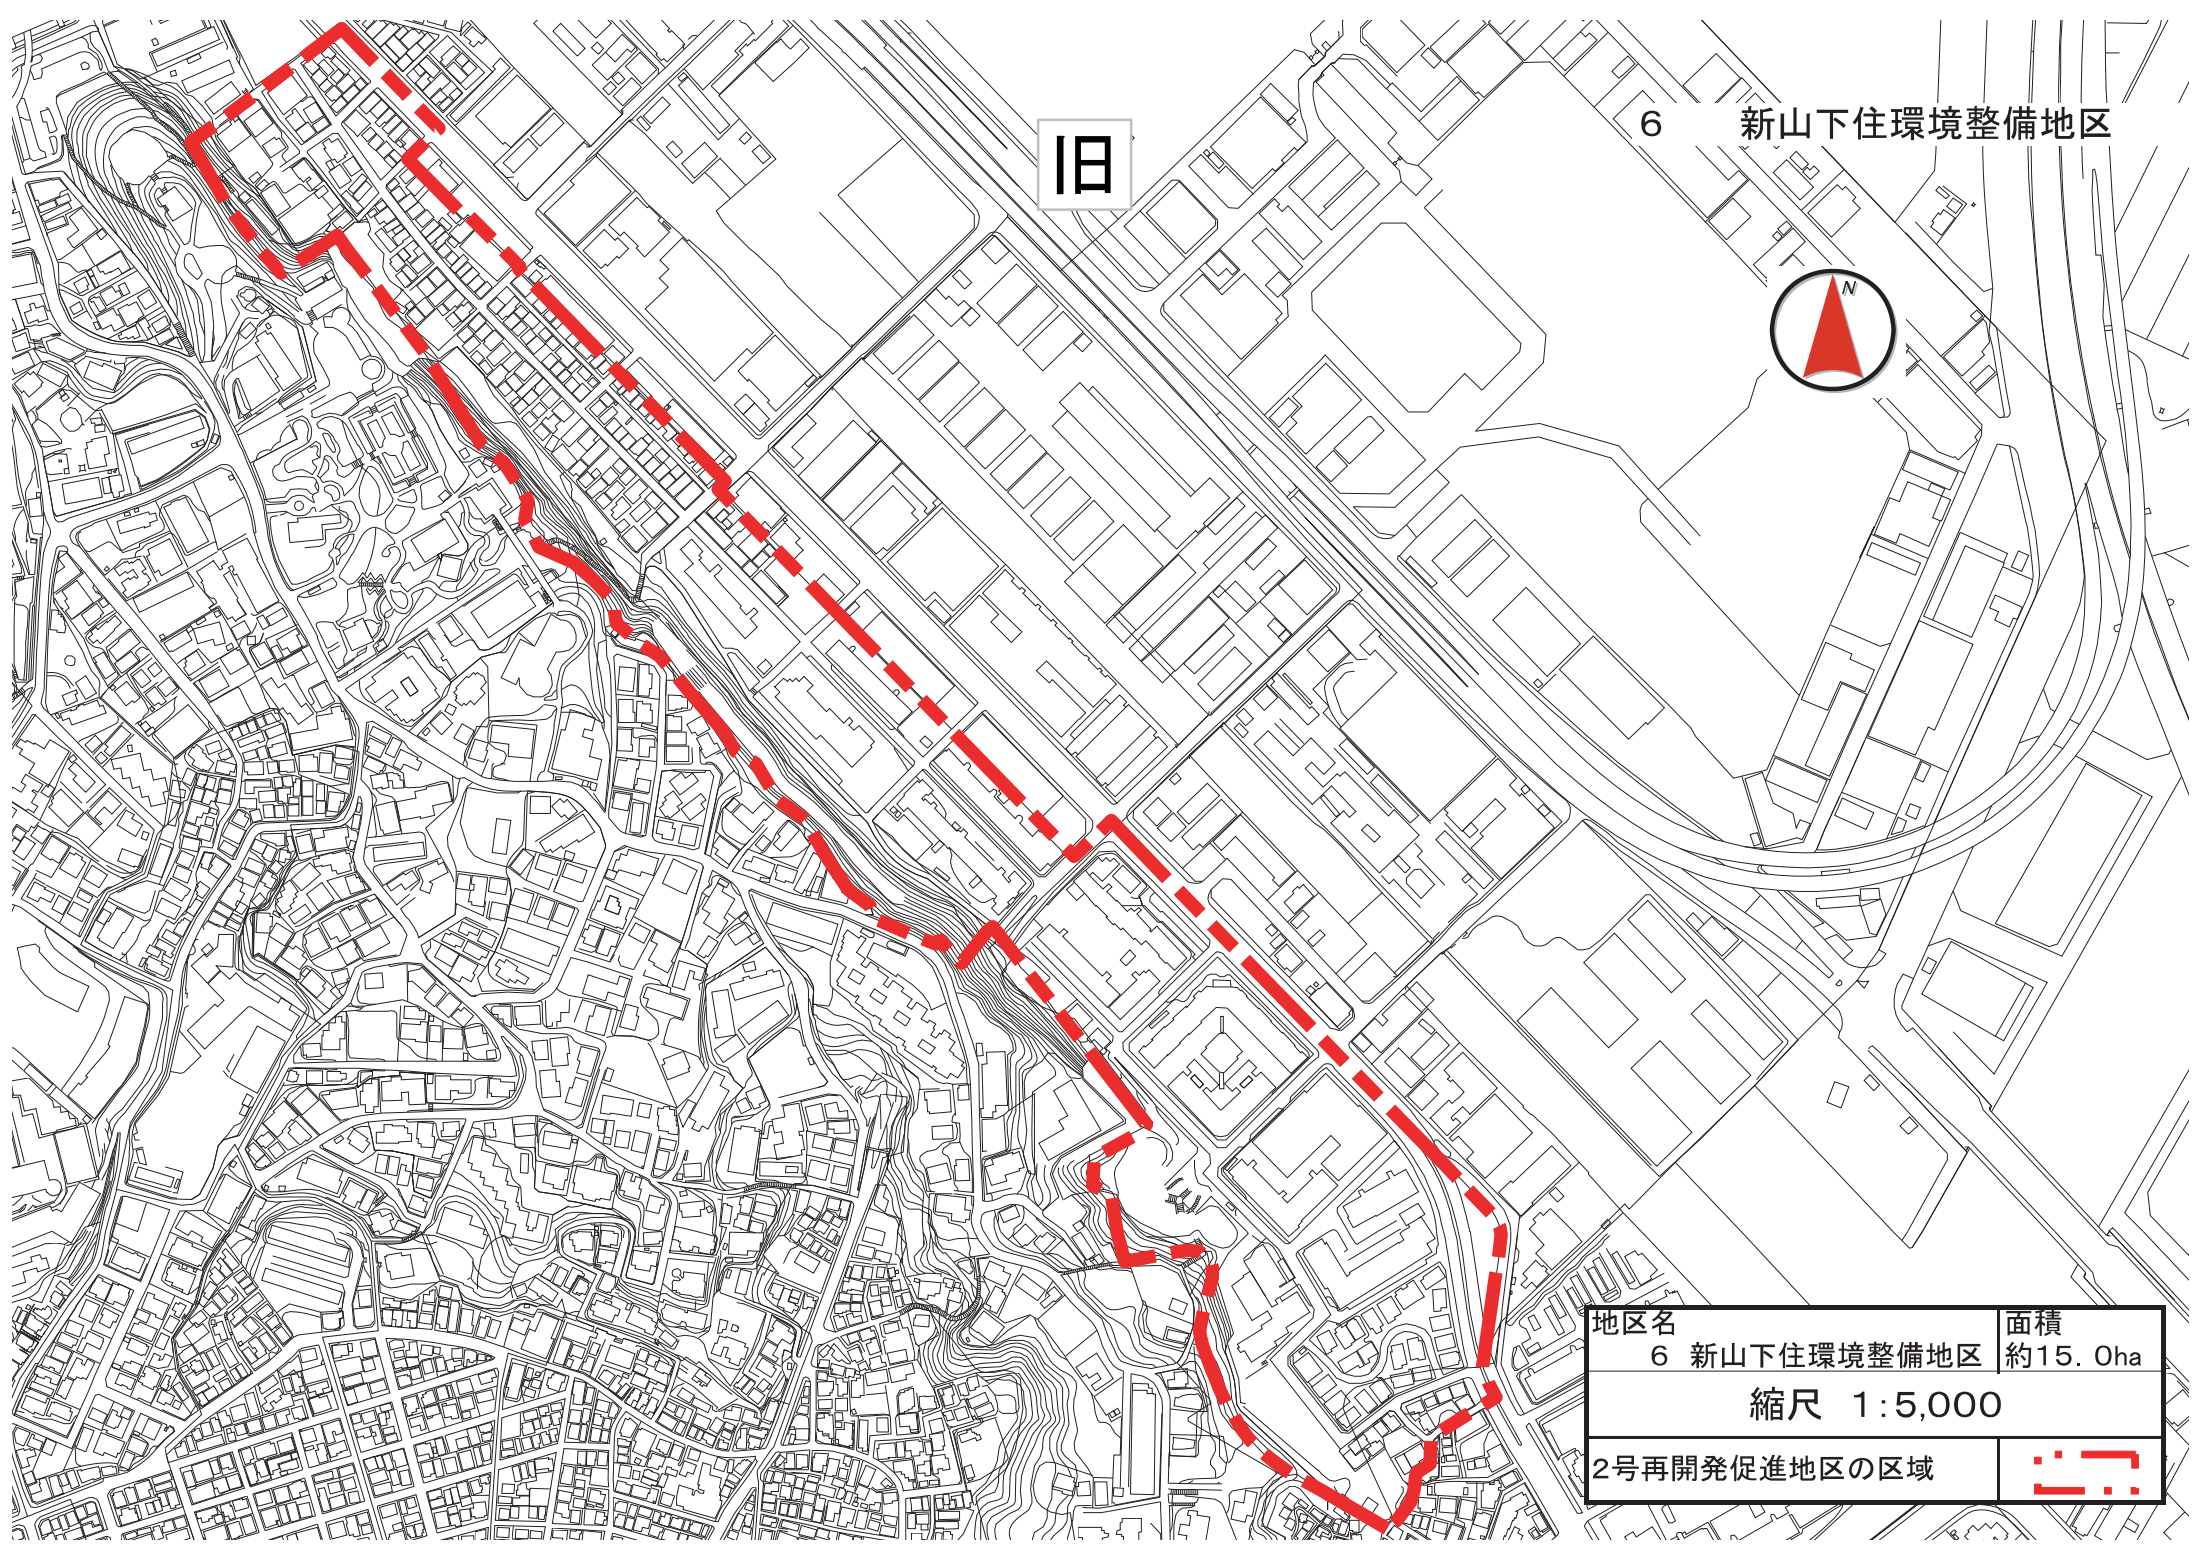 旧
6 新山下住環境整備地区
N
地区名
面積
6 新山下住環境整備地区
約15.0ha
縮尺 1:5,000
2号再開発促進地区の区域